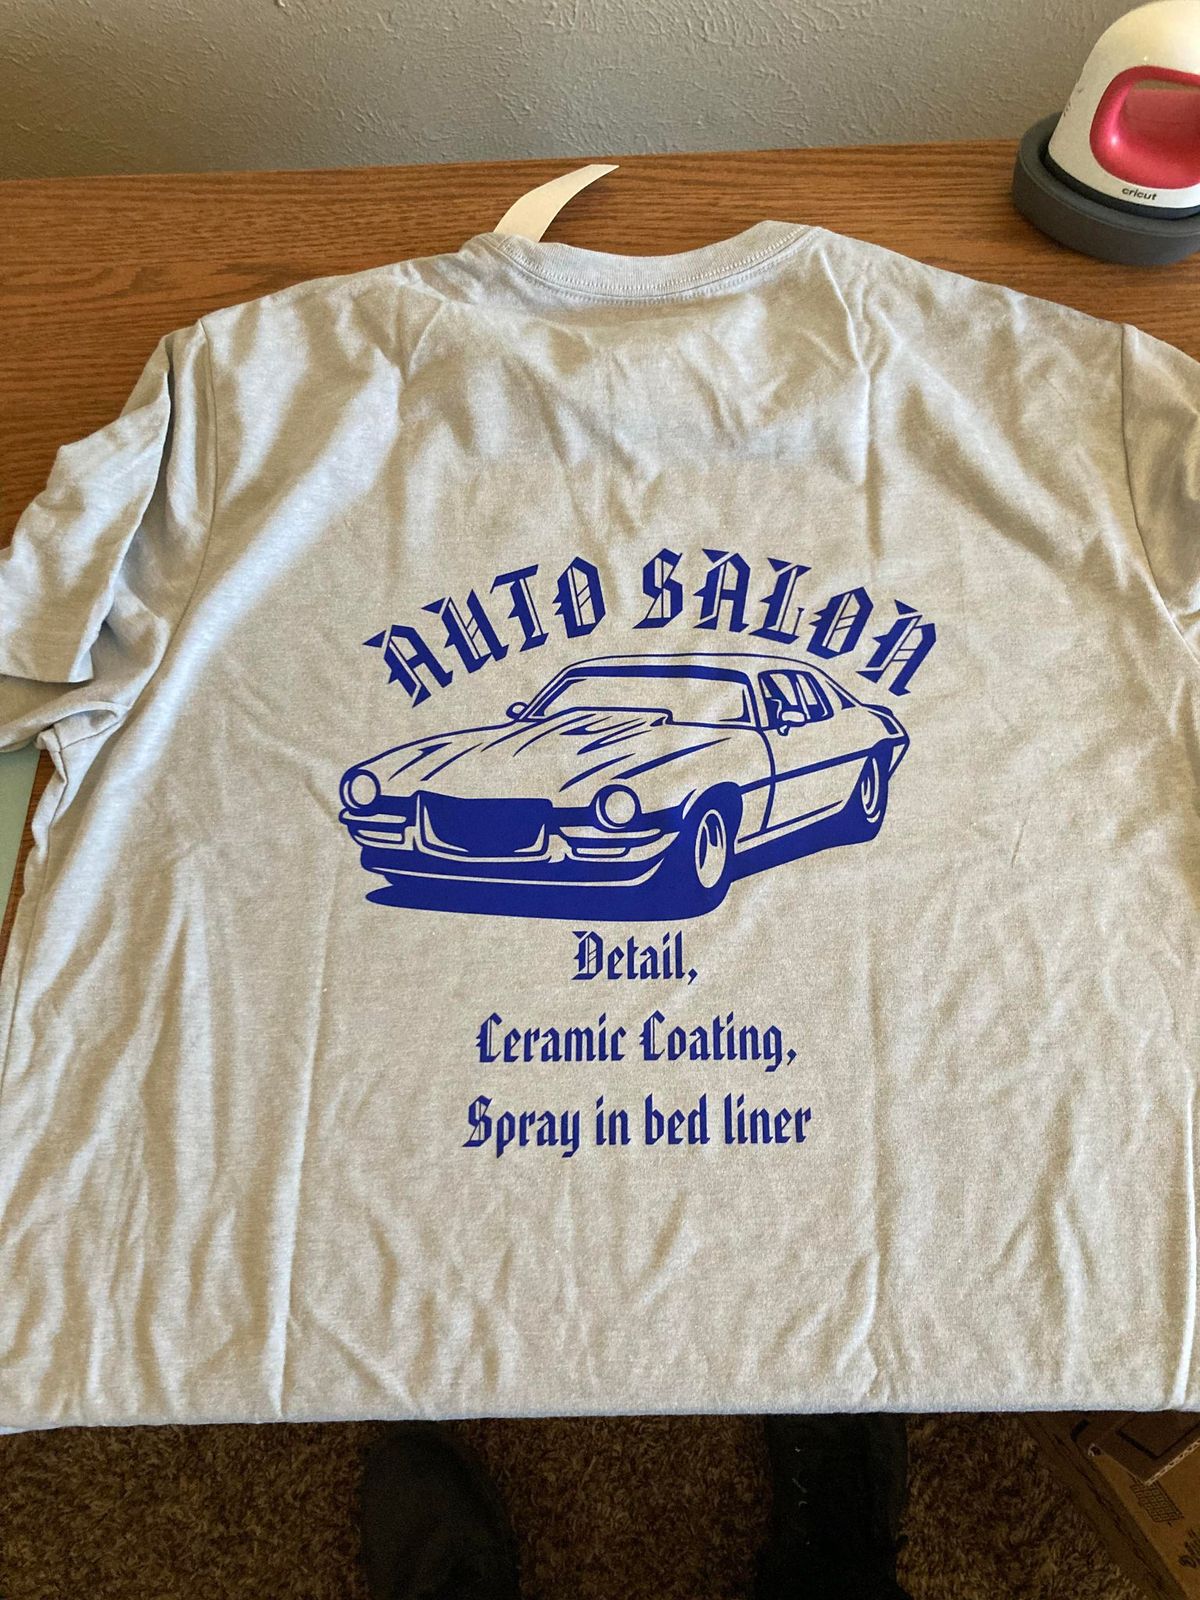 cricut
AUTO SALON
Detail,
Ceramic Coating,
Spray in bed liner